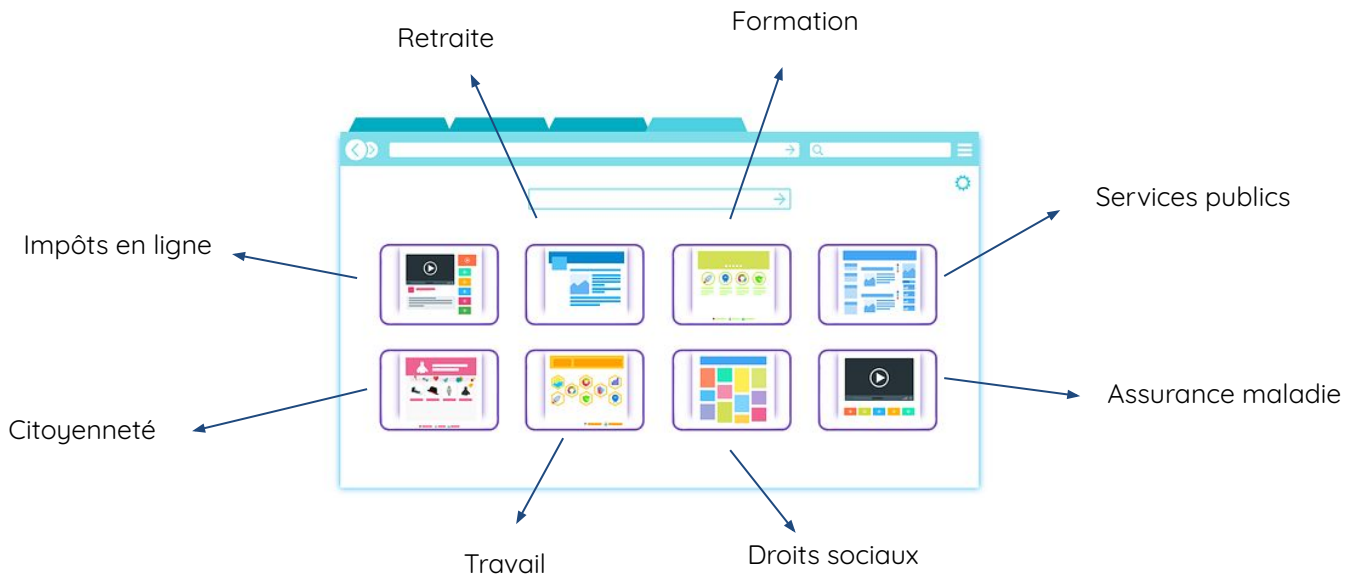 Formation
Retraite
Services publics
Impôts en ligne
Assurance maladie
Citoyenneté
Droits sociaux
Travail